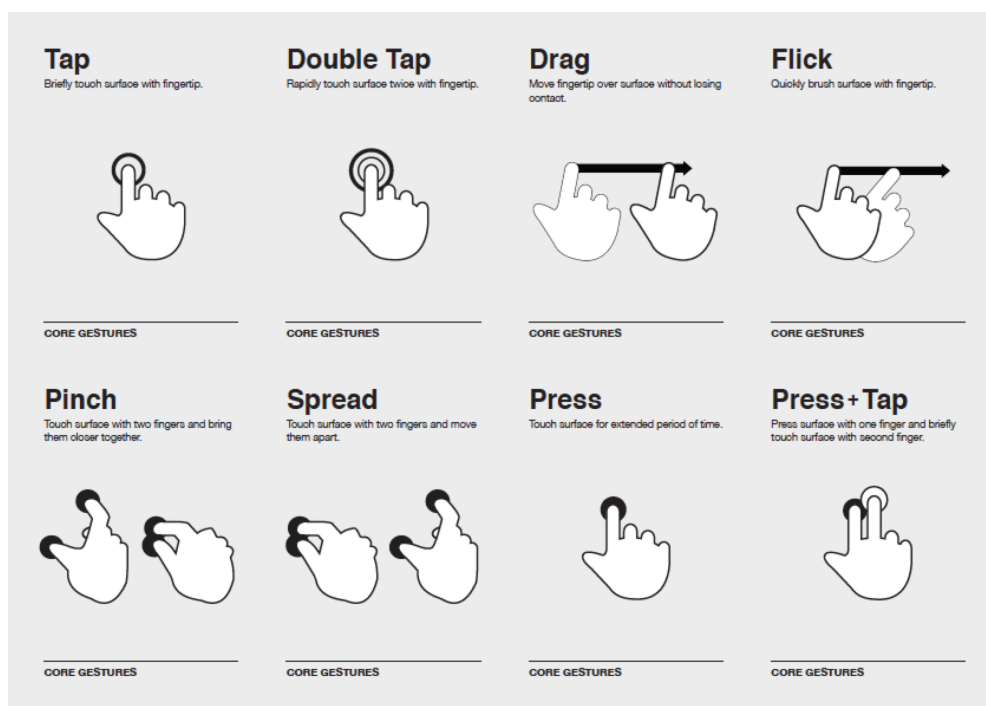 Tap
Briefly touch surface with fingertip.
Double Tap
Rapidly touch surface twice with fingertip.
Drag
Move fingertip over surface without losing
contact.
Flick
Quickly brush surface with fingertip.
CORE GESTURES
CORE GESTURES
CORE GESTURES
CORE GESTURES
Pinch
Touch surface with two fingers and bring
them closer together.
Spread
Touch surface with two fingers and move
them apart.
Press
Touch surface for extended period of time.
Press+Tap
Press surface with one finger and briefly
touch surface with second finger.
CORE GESTURES
CORE GESTURES
CORE GESTURES
CORE GESTURES